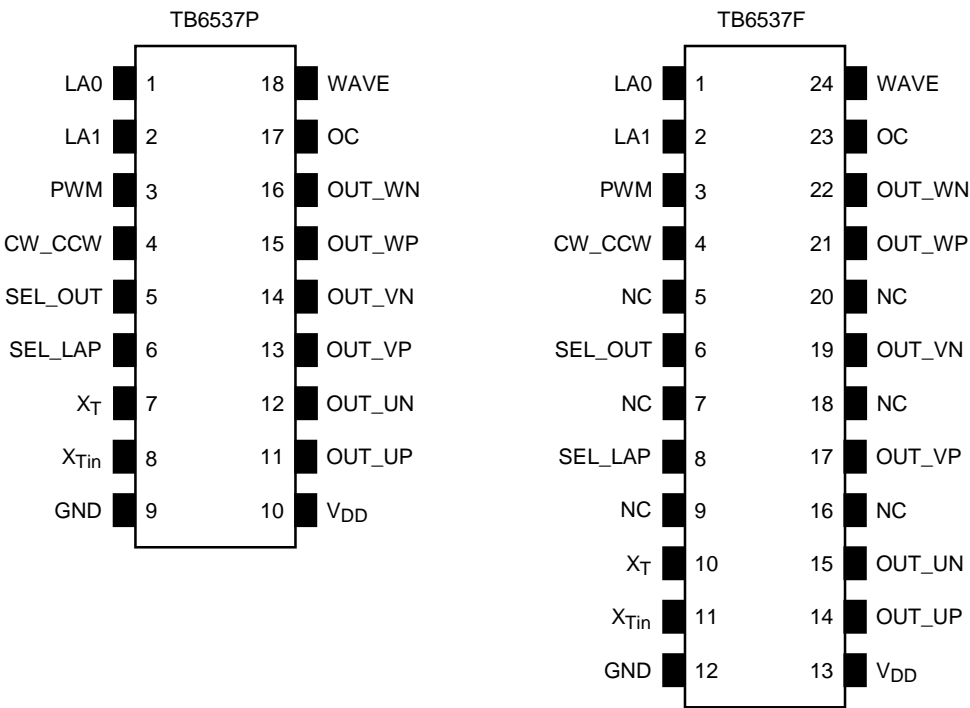 TB6537P
LA0 1 18 WAVE
LA1 2 17 OC
PWM 3 16 OUT_WN
CW_CCW 4 15 OUT_WP
SEL_OUT 5 14 OUT_VN
SEL_LAP 6 13 OUT_VP
XT 7 12 OUT_UN
XTin 8 11 OUT_UP
GND 9 10 VDD
TB6537F
LA0 1 24 WAVE
LA1 2 23 OC
PWM 3 22 OUT_WN
CW_CCW 4 21 OUT_WP
NC 5 20 NC
SEL_OUT 6 19 OUT_VN
NC 7 18 NC
SEL_LAP 8 17 OUT_VP
NC 9 16 NC
XT 10 15 OUT_UN
XTin 11 14 OUT_UP
GND 12 13 VDD